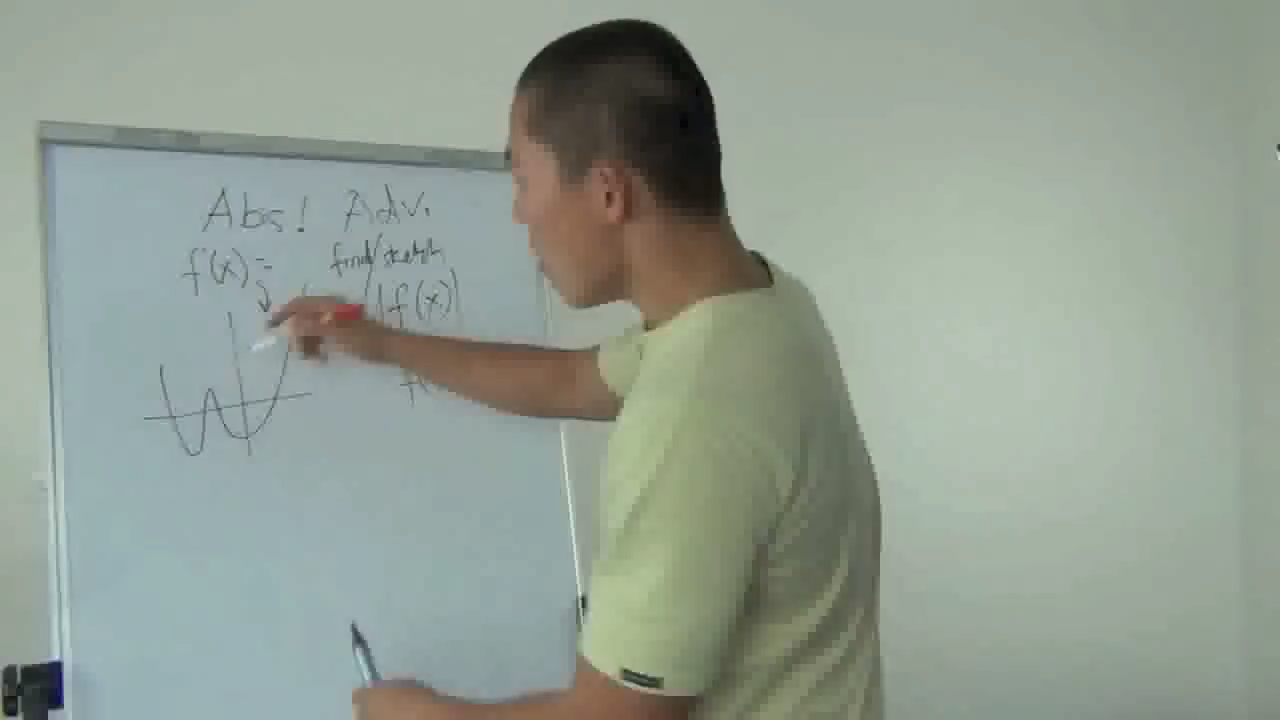 Abs! Adv.
f(x)=
find/sketch
|f(x)|